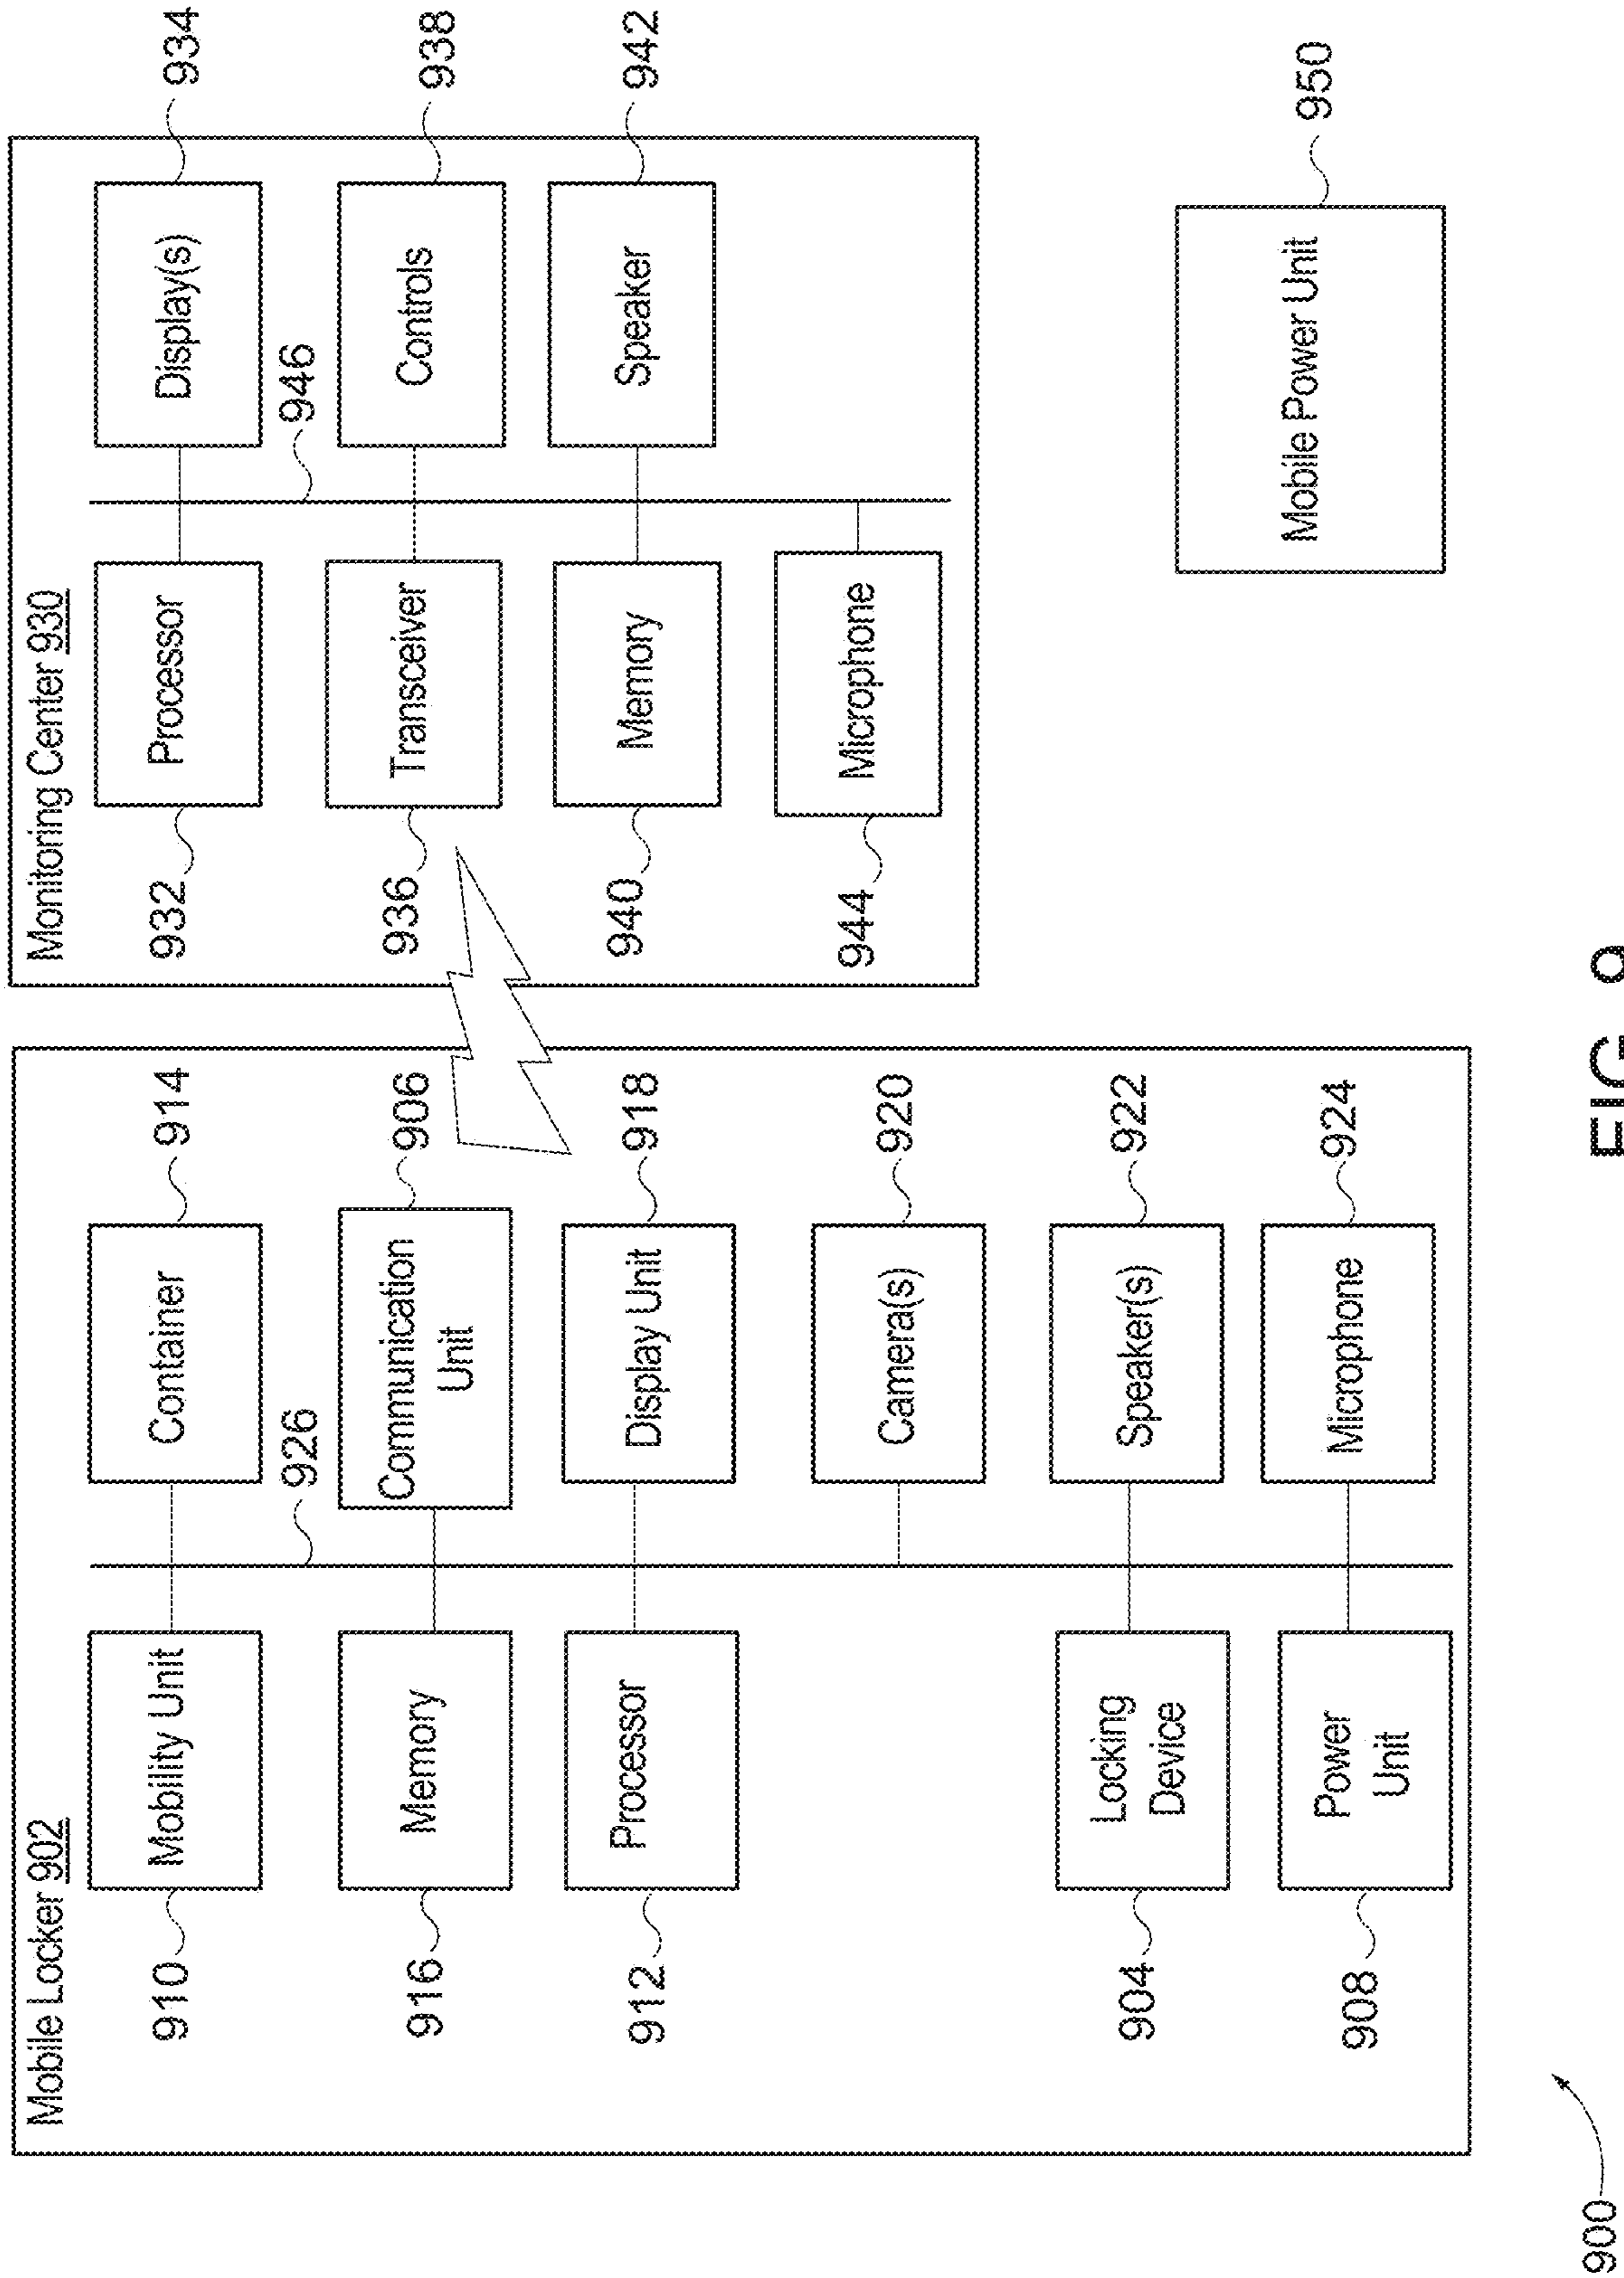 Mobile Locker 902
910
Mobility Unit
Container
914
926
916
Memory
Communication
Unit
906
912
Processor
Display Unit
918
Camera(s)
920
904
Locking
Device
Speaker(s)
922
908
Power
Unit
Microphone
924
Monitoring Center 930
932
Processor
Display(s)
934
946
936
Transceiver
Controls
938
940
Memory
Speaker
942
944
Microphone
Mobile Power Unit
950
900
FIG. 9